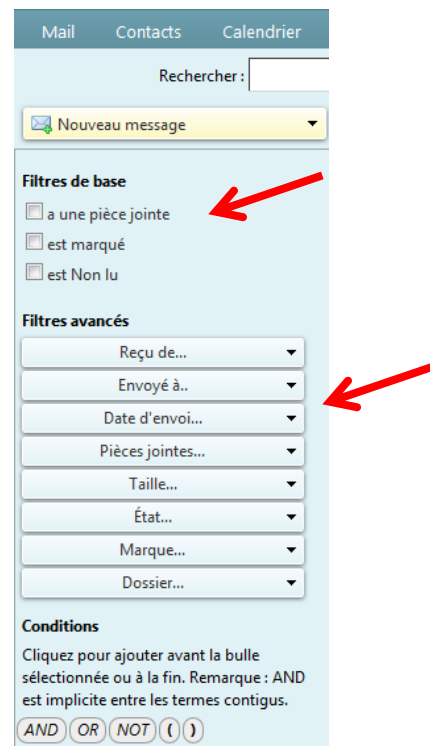 Mail Contacts Calendrier
Rechercher :
Nouveau message
Filtres de base
a une pièce jointe
est marqué
est Non lu
Filtres avancés
Reçu de...
Envoyé à..
Date d'envoi...
Pièces jointes...
Taille...
État...
Marque...
Dossier...
Conditions
Cliquez pour ajouter avant la bulle
sélectionnée ou à la fin. Remarque : AND
est implicite entre les termes contigus.
AND OR NOT ( )